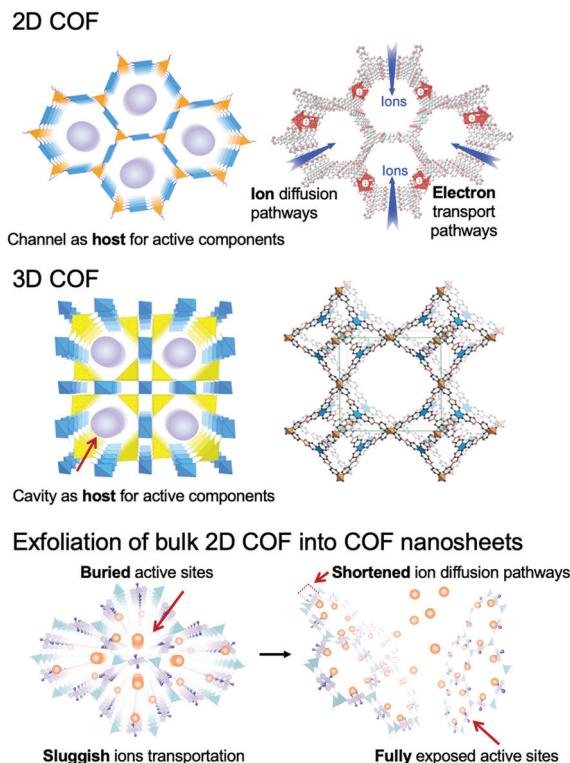 2D COF
Ions
e
e
e
e
e
e
Ions
Ion diffusion
pathways
Electron
transport
pathways
Channel as host for active components
3D COF
Cavity as host for active components
Exfoliation of bulk 2D COF into COF nanosheets
Buried active sites
Shortened ion diffusion pathways
Sluggish ions transportation
Fully exposed active sites